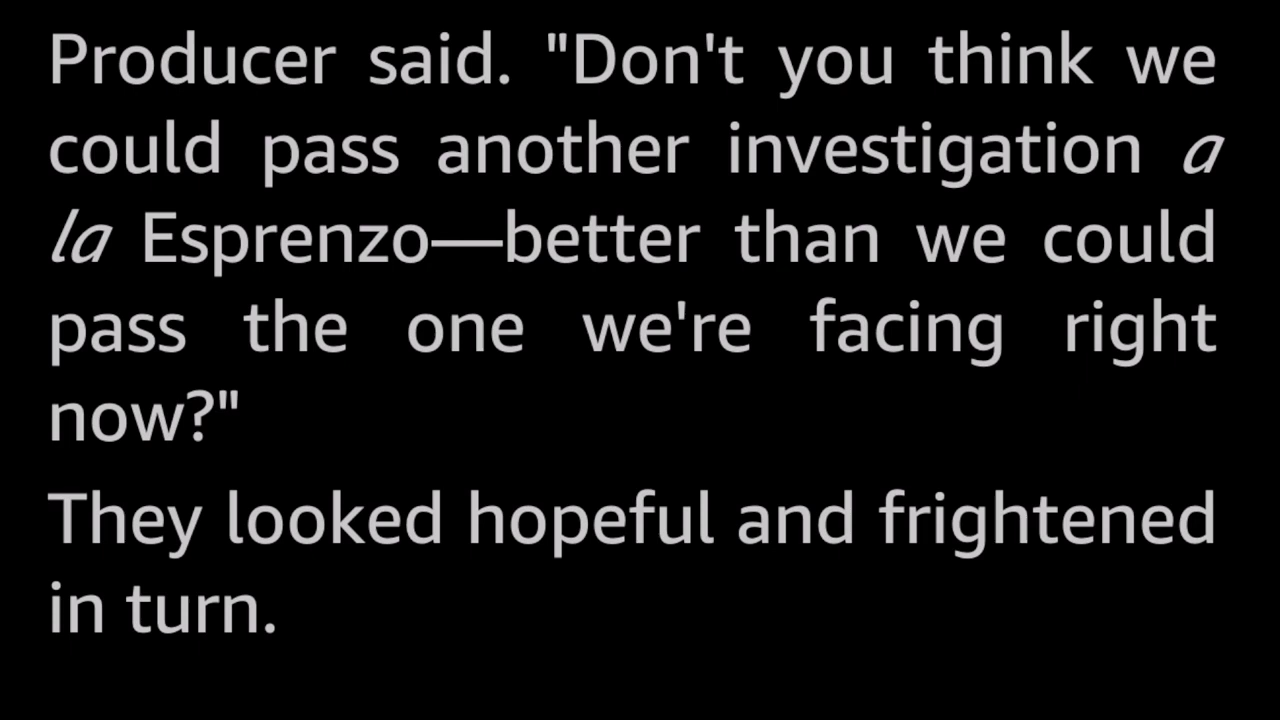 Producer said. "Don't you think we
could pass another investigation a
la Esprenzo—better than we could
pass the one we're facing right
now?"
They looked hopeful and frightened
in turn.